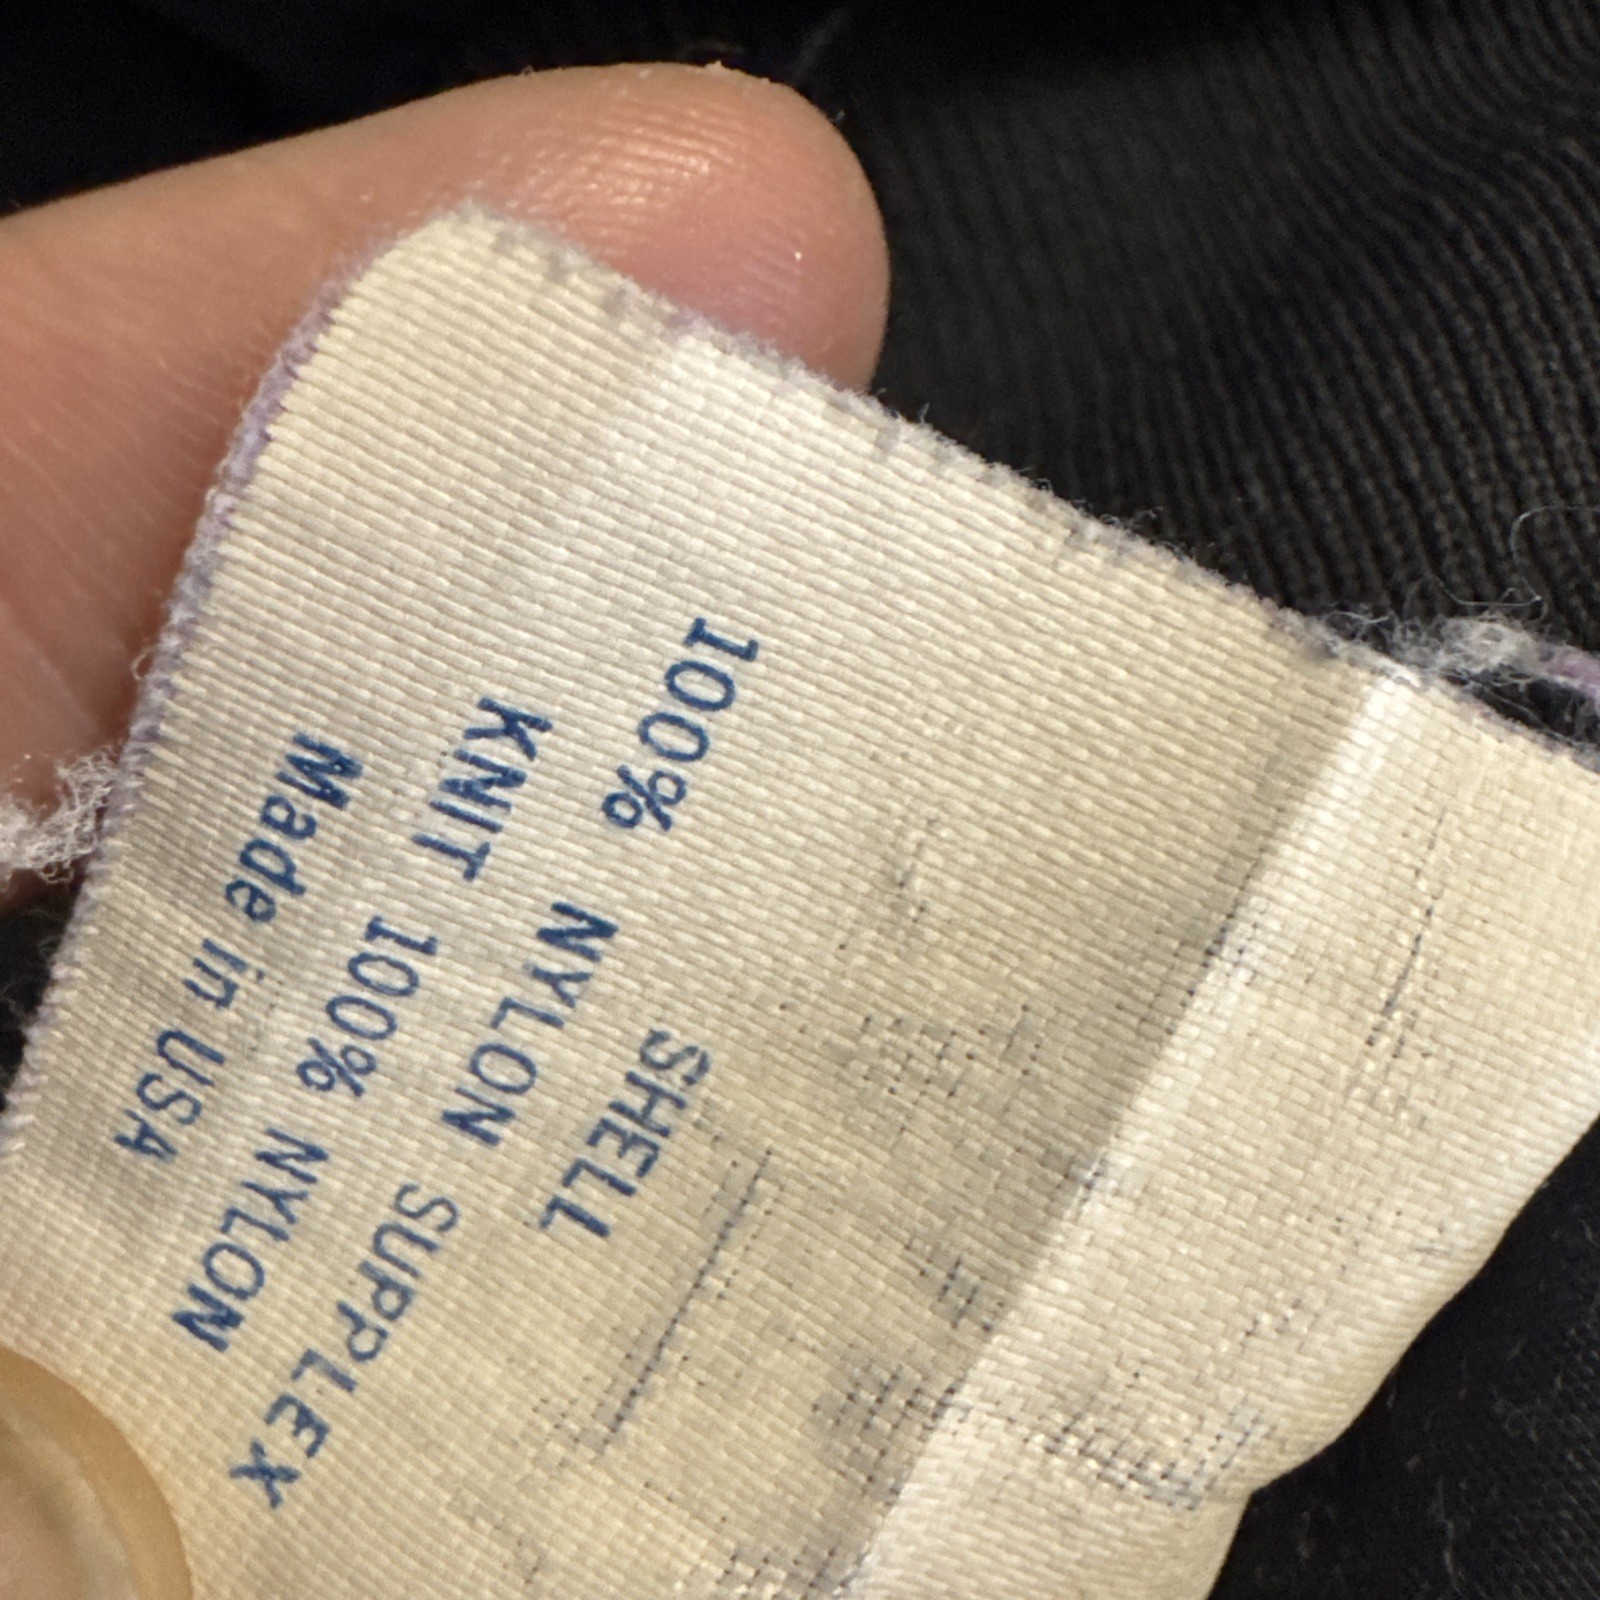 SHELL
100% NYLON SUPPLEX
KNIT 100% NYLON
Made in USA